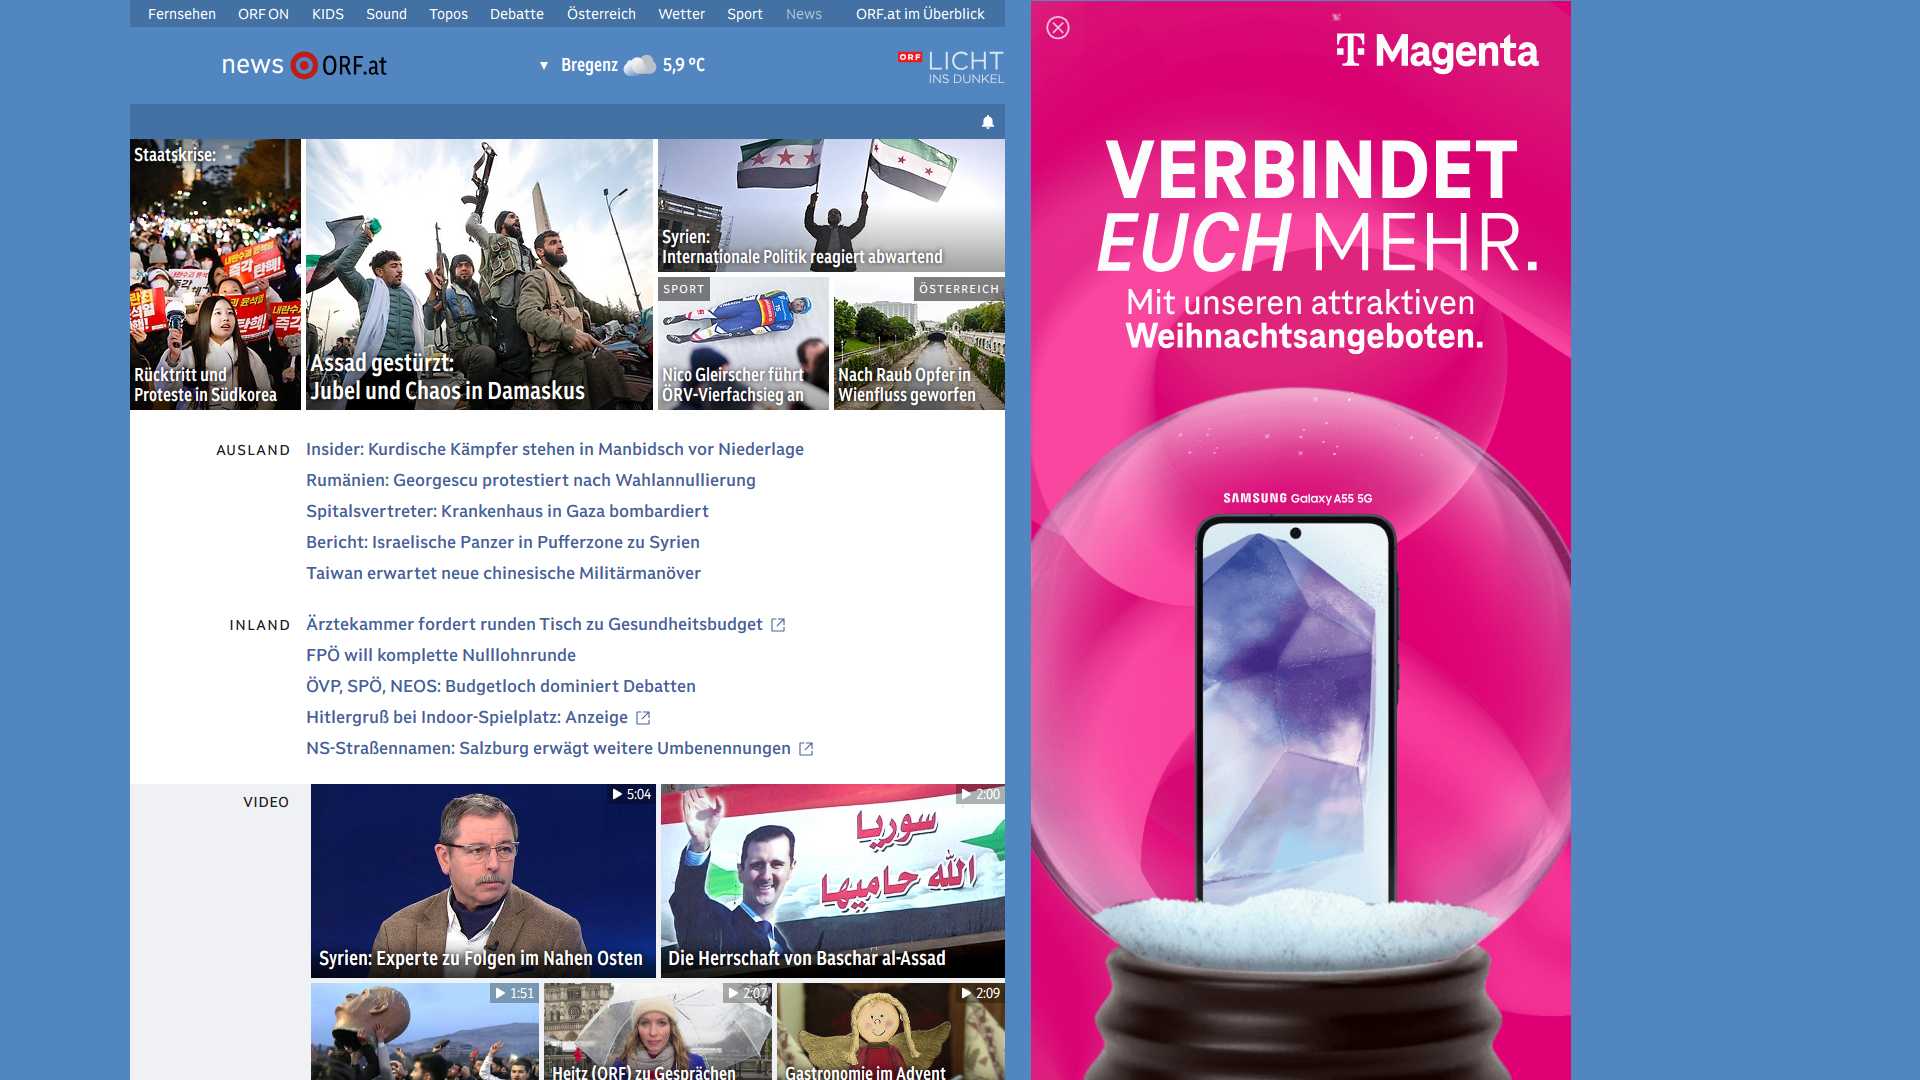 Fernsehen ORF ON KIDS Sound Topos Debatte Österreich Wetter Sport News ORF.at im Überblick
news ORF.at
Bregenz 5,9 °C
ORF LICHT
INS DUNKEL
Staatskrise:
Rücktritt und
Proteste in Südkorea
Assad gestürzt:
Jubel und Chaos in Damaskus
Syrien:
Internationale Politik reagiert abwartend
SPORT
Nico Gleirscher führt
ÖRV-Vierfachsieg an
ÖSTERREICH
Nach Raub Opfer in
Wienfluss geworfen
AUSLAND
Insider: Kurdische Kämpfer stehen in Manbidsch vor Niederlage
Rumänien: Georgescu protestiert nach Wahlannullierung
Spitalsvertreter: Krankenhaus in Gaza bombardiert
Bericht: Israelische Panzer in Pufferzone zu Syrien
Taiwan erwartet neue chinesische Militärmanöver
INLAND
Ärztekammer fordert runden Tisch zu Gesundheitsbudget
FPÖ will komplette Nulllohnrunde
ÖVP, SPÖ, NEOS: Budgetloch dominiert Debatten
Hitlergruß bei Indoor-Spielplatz: Anzeige
NS-Straßennamen: Salzburg erwägt weitere Umbenennungen
VIDEO
5:04
Syrien: Experte zu Folgen im Nahen Osten
2:00
سوريا
الله حاميها
Die Herrschaft von Baschar al-Assad
1:51
2:07
Heitz (ORF) zu Gesprächen
2:09
Gastronomie im Advent
T Magenta
VERBINDET
EUCH MEHR.
Mit unseren attraktiven
Weihnachtsangeboten.
SAMSUNG Galaxy A55 5G